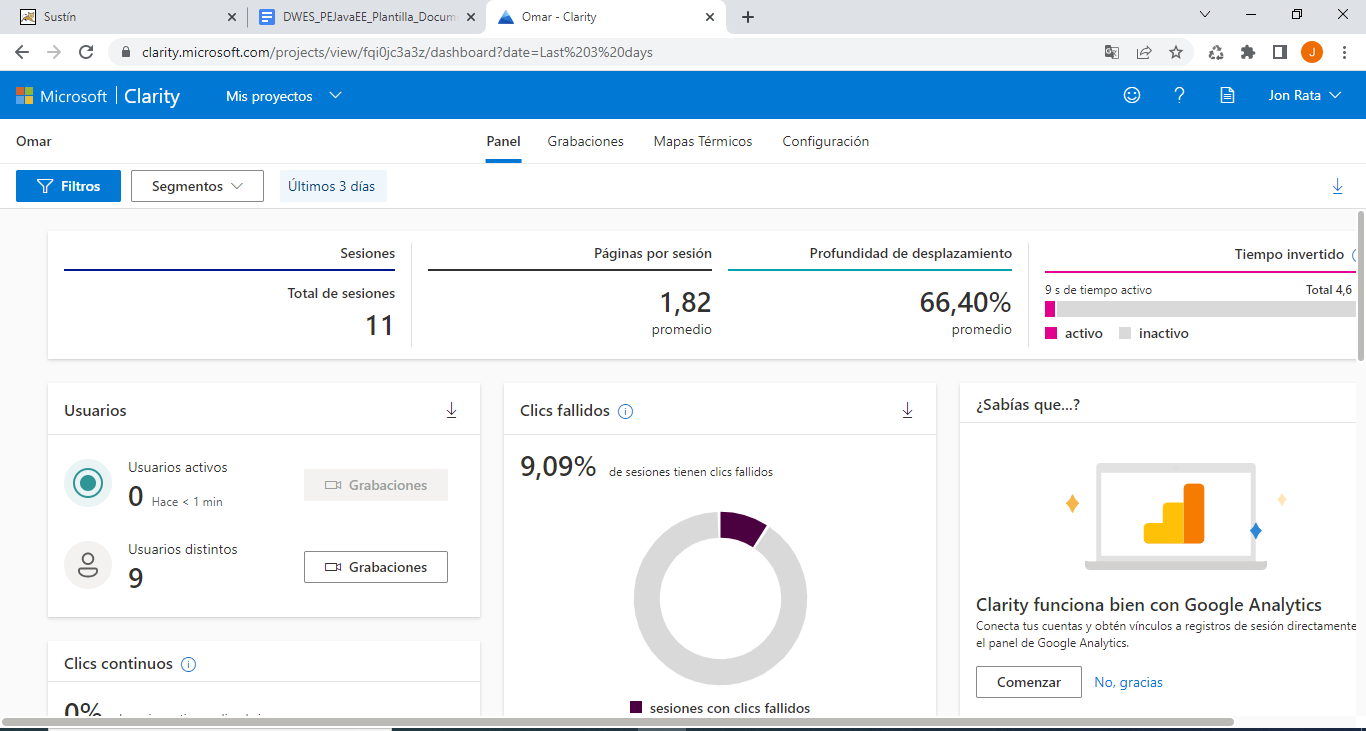 Sustín
DWES_PEJavaEE_Plantilla_Docum
Omar - Clarity
clarity.microsoft.com/projects/view/fqi0jc3a3z/dashboard?date=Last%203%20days
J
Microsoft | Clarity
Mis proyectos
?
Jon Rata
Omar
Panel
Grabaciones
Mapas Térmicos
Configuración
Filtros
Segmentos
Últimos 3 días
Sesiones
Total de sesiones
11
Páginas por sesión
1,82
promedio
Profundidad de desplazamiento
66,40%
promedio
Tiempo invertido
9 s de tiempo activo
Total 4,6
activo
inactivo
Usuarios
Usuarios activos
0 Hace < 1 min
Grabaciones
Usuarios distintos
9
Grabaciones
Clics continuos
0%
Clics fallidos
9,09% de sesiones tienen clics fallidos
sesiones con clics fallidos
¿Sabías que...?
Clarity funciona bien con Google Analytics
Conecta tus cuentas y obtén vínculos a registros de sesión directamente
el panel de Google Analytics.
Comenzar
No, gracias